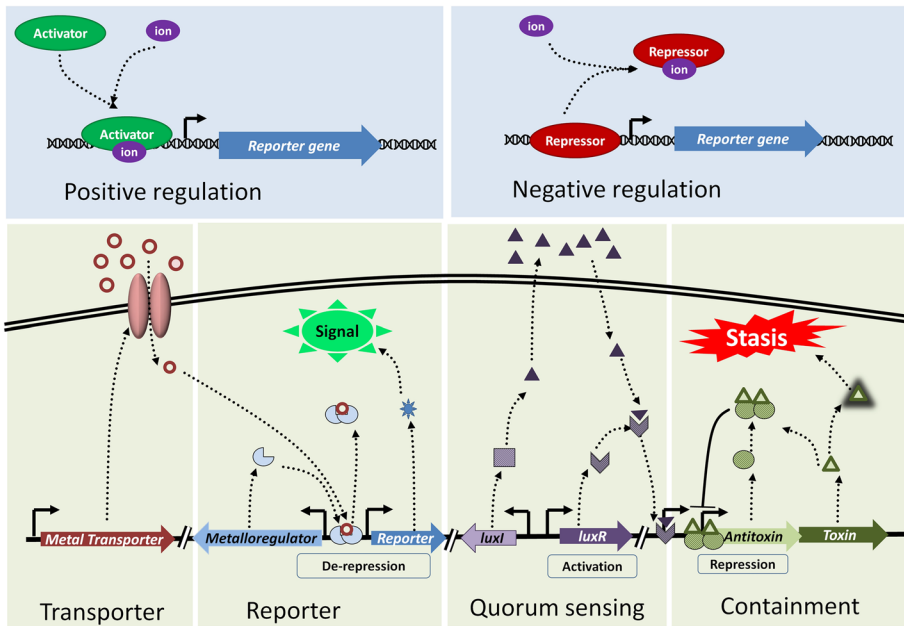 Activator
ion
Activator
ion
Reporter gene
Positive regulation
ion
Repressor
ion
Repressor
Reporter gene
Negative regulation
Signal
Stasis
Metal Transporter
Metalloregulator
Reporter
luxI
luxR
Antitoxin
Toxin
De-repression
Activation
Repression
Transporter
Reporter
Quorum sensing
Containment